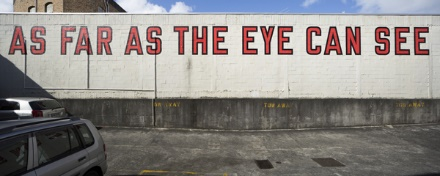 AS FAR AS THE EYE CAN SEE